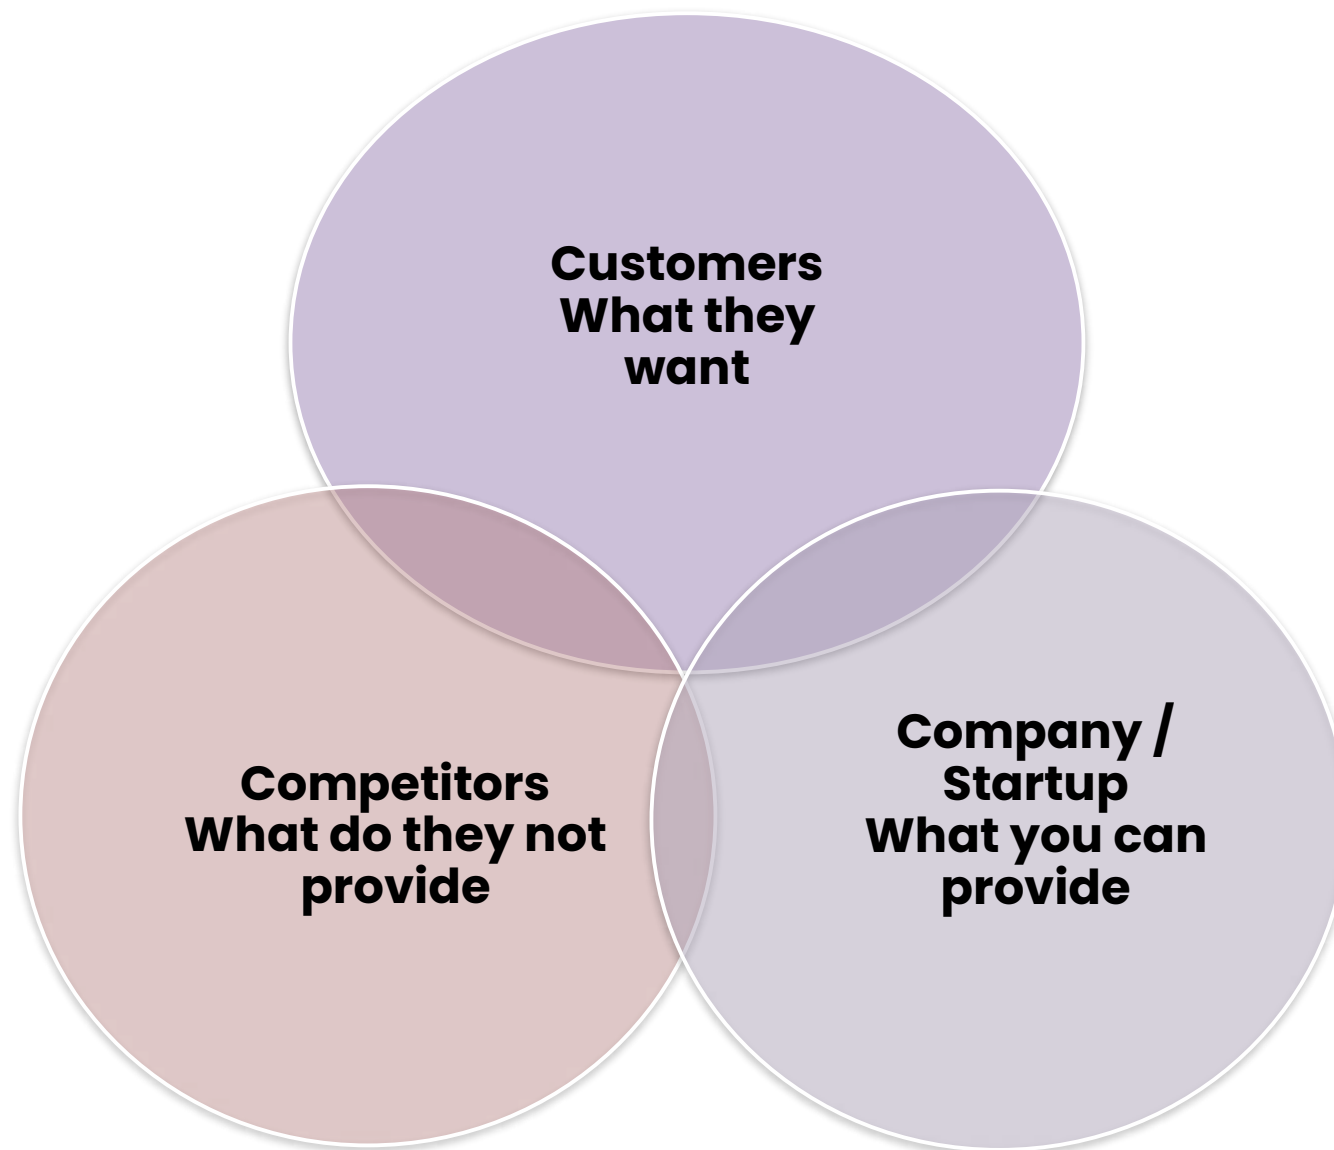 Customers
What they
want
Competitors
What do they not
provide
Company /
Startup
What you can
provide